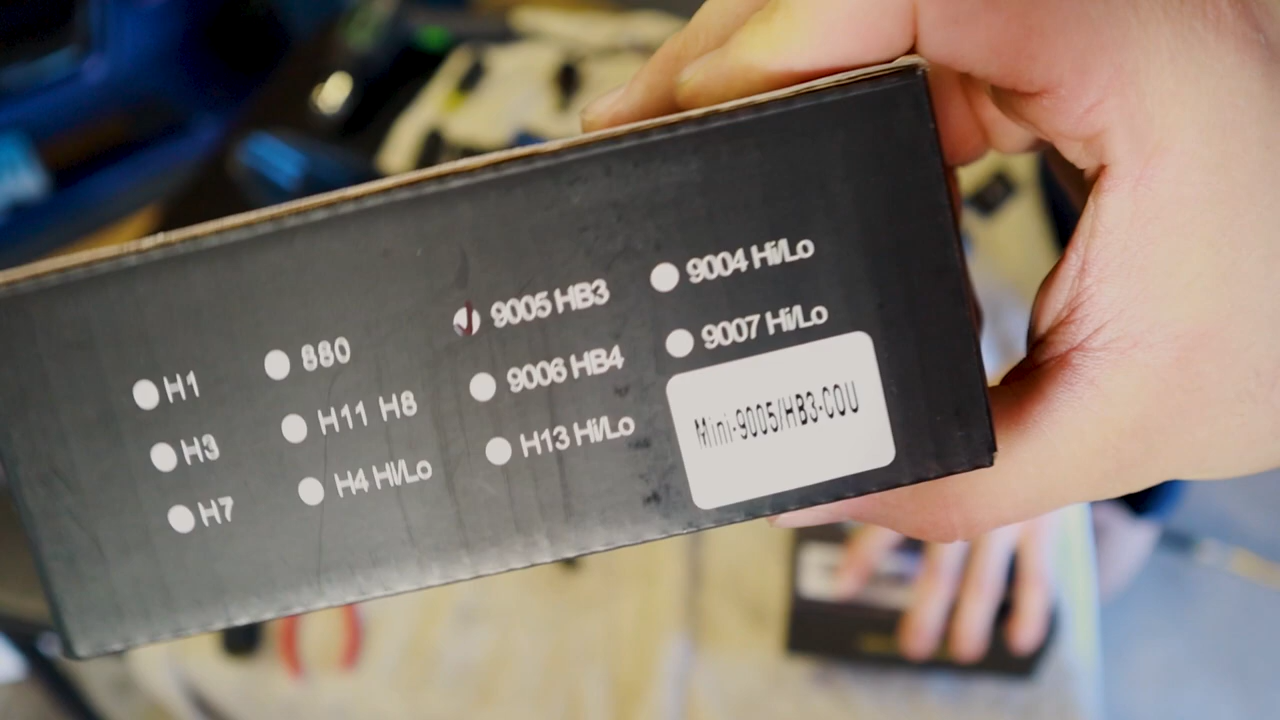 H1
H3
H7
880
H11 H8
H4 Hi/Lo
9005 HB3
9006 HB4
H13 Hi/Lo
9004 Hi/Lo
9007 Hi/Lo
Mini-9005/HB3-COU